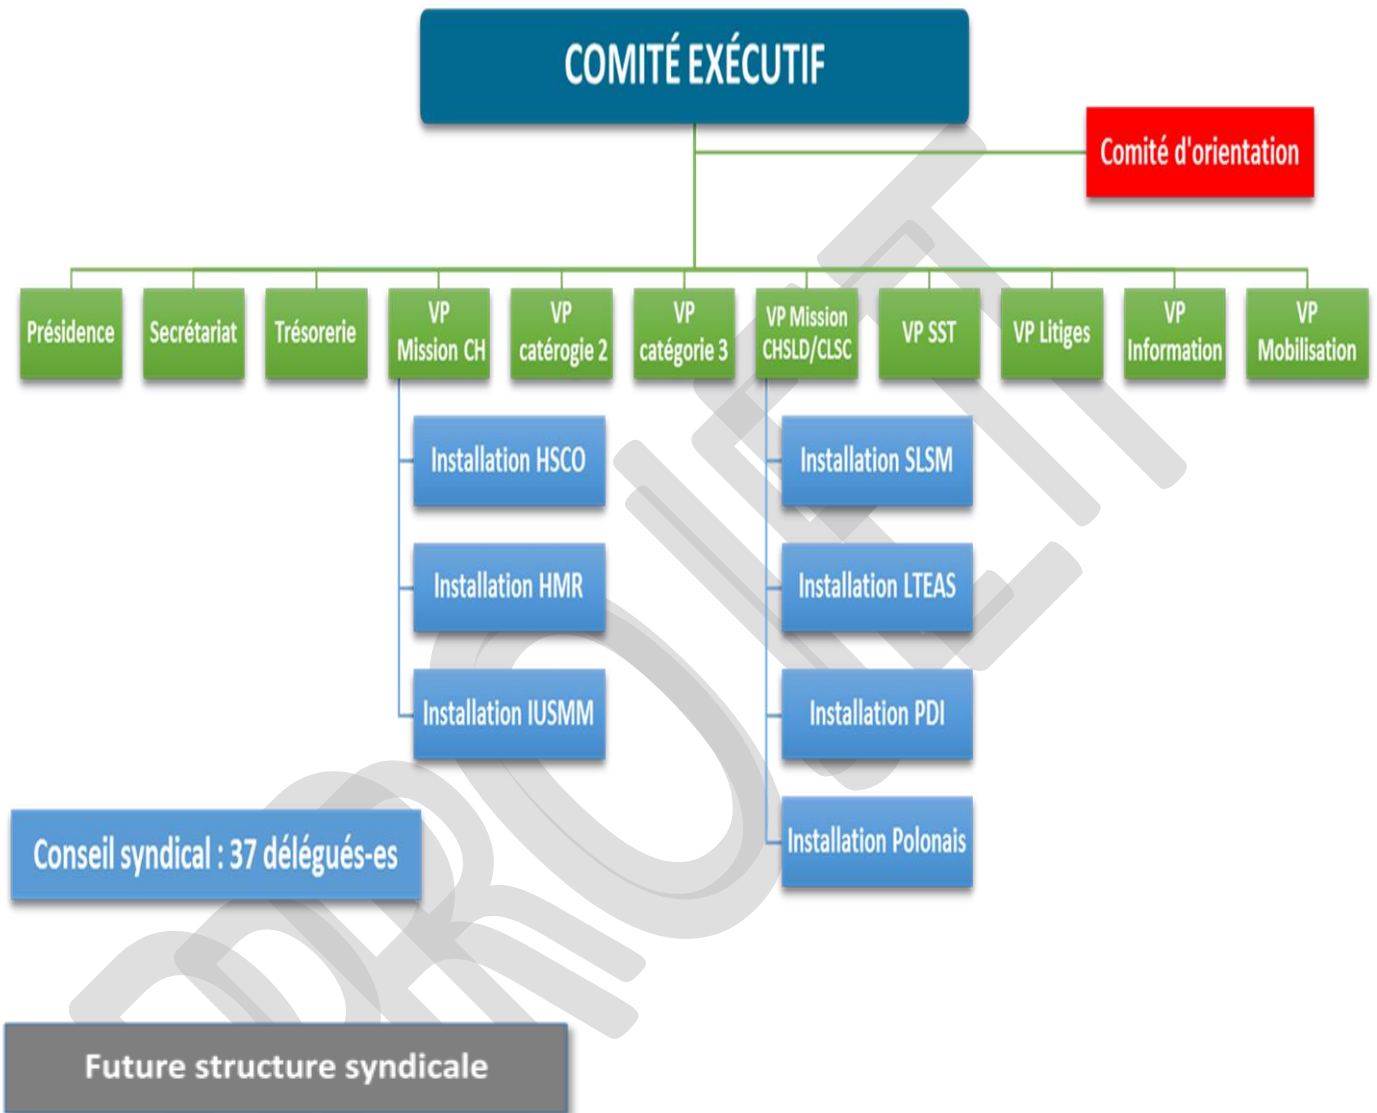 COMITÉ EXÉCUTIF
Comité d'orientation
Présidence
Secrétariat
Trésorerie
VP
Mission CH
VP
catérogie 2
VP
catégorie 3
VP Mission
CHSLD/CLSC
VP SST
VP Litiges
VP
Information
VP
Mobilisation
Installation HSCO
Installation SLSM
Installation HMR
Installation LTEAS
Installation IUSMM
Installation PDI
Installation Polonais
Conseil syndical : 37 délégués-es
Future structure syndicale
PROJET